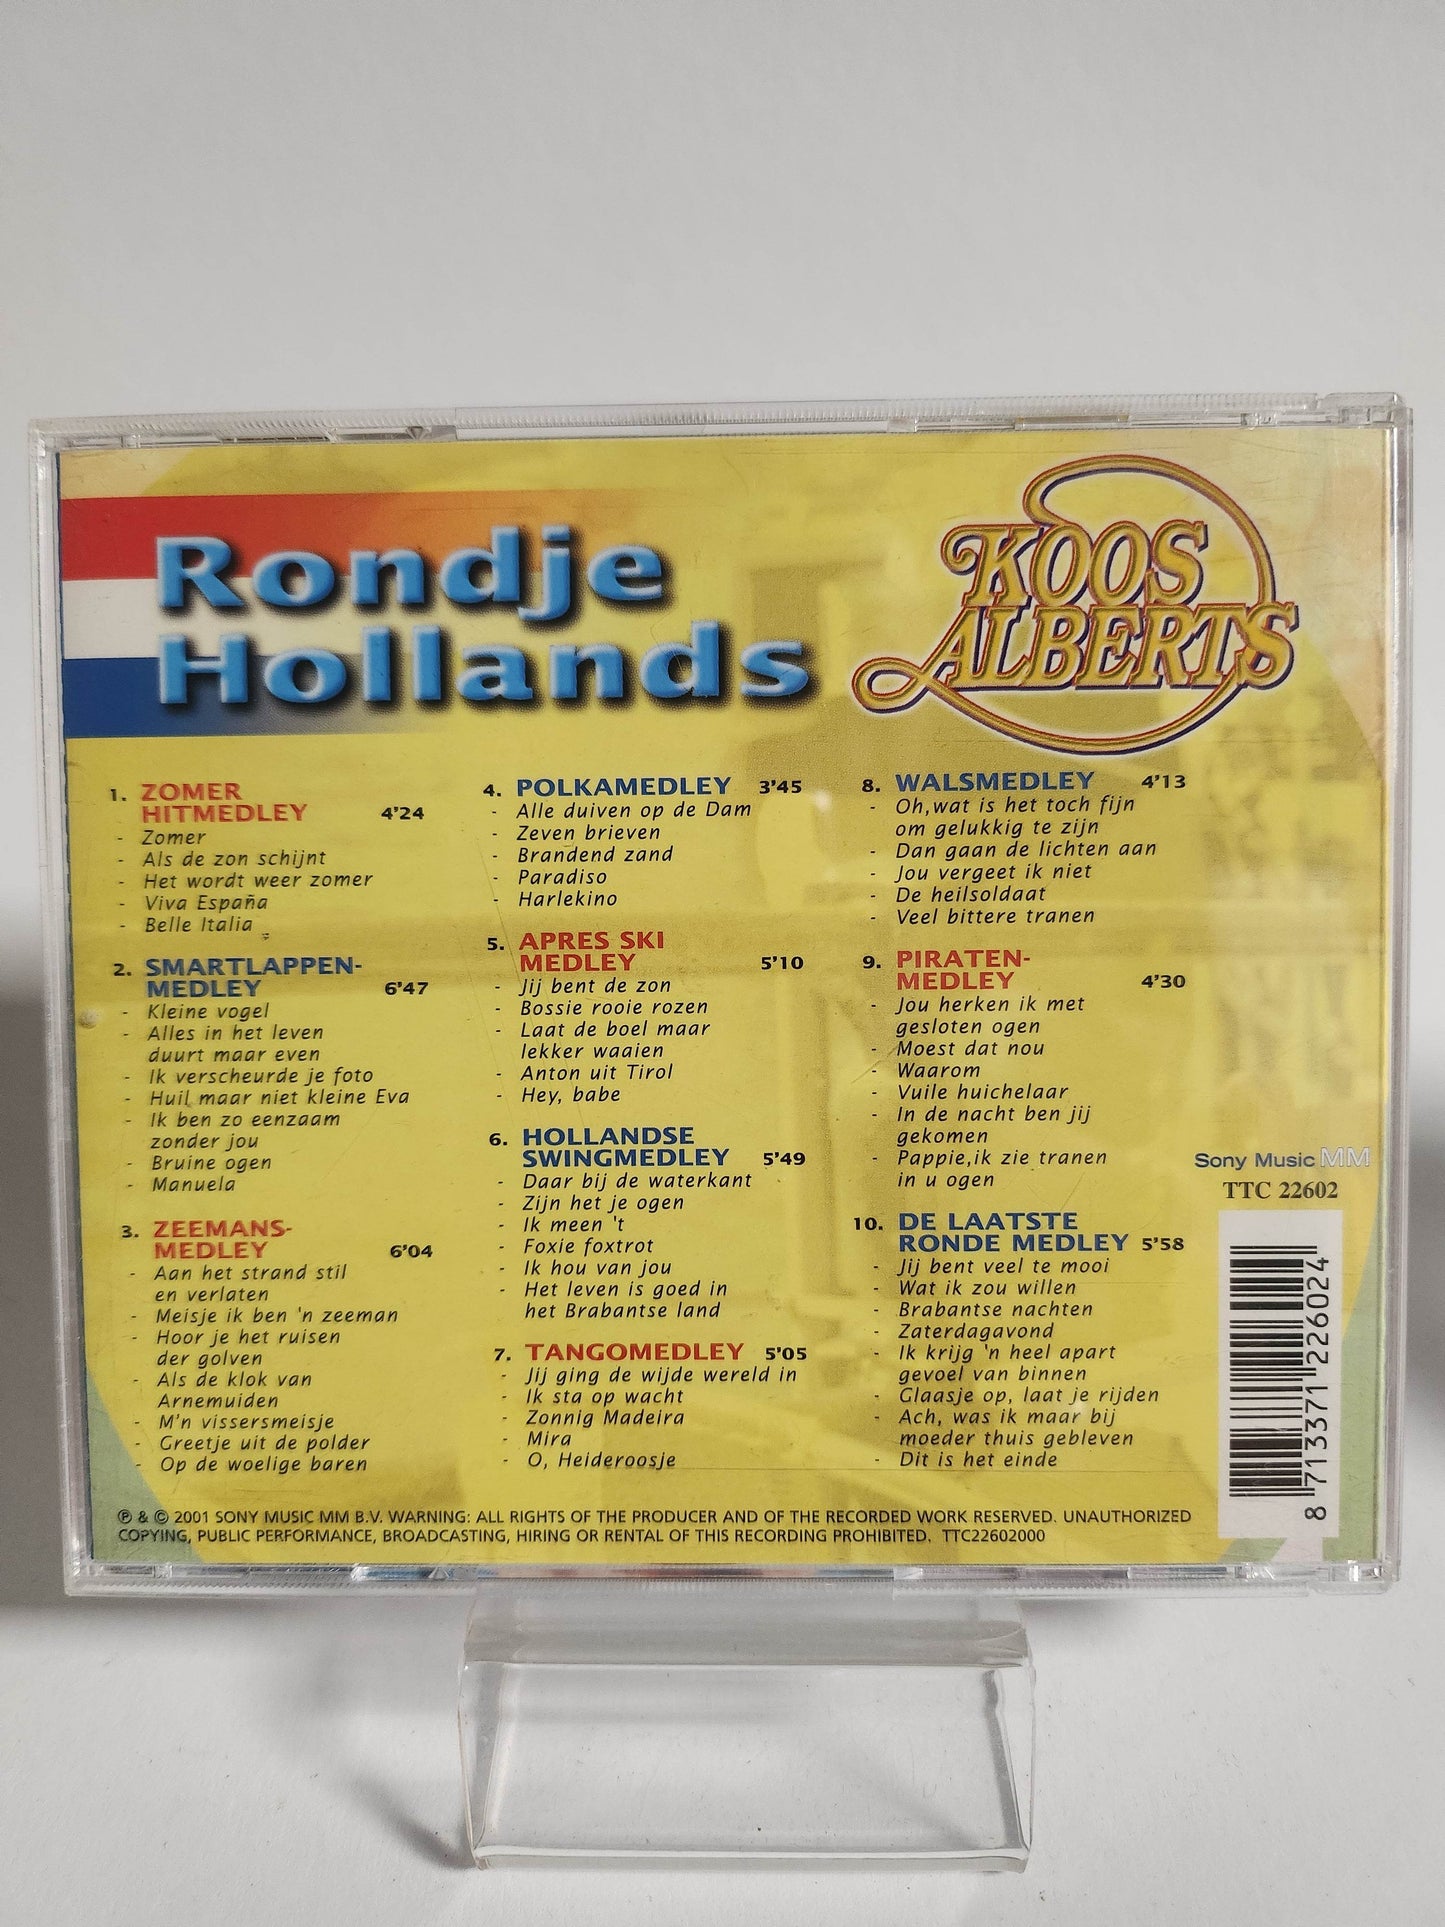 Rondje
Hollands
KOOS
ALBERTS
1. ZOMER
HITMEDLEY 4'24
- Zomer
- Als de zon schijnt
- Het wordt weer zomer
- Viva España
- Belle Italia
2. SMARTLAPPEN-
MEDLEY 6'47
- Kleine vogel
- Alles in het leven
duurt maar even
- Ik verscheurde je foto
- Huil maar niet kleine Eva
- Ik ben zo eenzaam
zonder jou
- Bruine ogen
- Manuela
3. ZEEMANS-
MEDLEY 6'04
- Aan het strand stil
en verlaten
- Meisje ik ben 'n zeeman
- Hoor je het ruisen
der golven
- Als de klok van
Arnemuiden
- M'n vissersmeisje
- Greetje uit de polder
- Op de woelige baren
4. POLKAMEDLEY 3'45
- Alle duiven op de Dam
- Zeven brieven
- Brandend zand
- Paradiso
- Harlekino
5. APRES SKI
MEDLEY 5'10
- Jij bent de zon
- Bossie rooie rozen
- Laat de boel maar
lekker waaien
- Anton uit Tirol
- Hey, babe
6. HOLLANDSE
SWINGMEDLEY 5'49
- Daar bij de waterkant
- Zijn het je ogen
- Ik meen 't
- Foxie foxtrot
- Ik hou van jou
- Het leven is goed in
het Brabantse land
7. TANGOMEDLEY 5'05
- Jij ging de wijde wereld in
- Ik sta op wacht
- Zonnig Madeira
- Mira
- O, Heideroosje
8. WALSMEDLEY 4'13
- Oh,wat is het toch fijn
om gelukkig te zijn
- Dan gaan de lichten aan
- Jou vergeet ik niet
- De heilsoldaat
- Veel bittere tranen
9. PIRATEN-
MEDLEY 4'30
- Jou herken ik met
gesloten ogen
- Moest dat nou
- Waarom
- Vuile huichelaar
- In de nacht ben jij
gekomen
- Pappie,ik zie tranen
in u ogen
10. DE LAATSTE
RONDE MEDLEY 5'58
- Jij bent veel te mooi
- Wat ik zou willen
- Brabantse nachten
- Zaterdagavond
- Ik krijg 'n heel apart
gevoel van binnen
- Glaasje op, laat je rijden
- Ach, was ik maar bij
moeder thuis gebleven
- Dit is het einde
Sony Music MM
TTC 22602
8 713371 226024
℗ & © 2001 SONY MUSIC MM B.V. WARNING: ALL RIGHTS OF THE PRODUCER AND OF THE RECORDED WORK RESERVED. UNAUTHORIZED
COPYING, PUBLIC PERFORMANCE, BROADCASTING, HIRING OR RENTAL OF THIS RECORDING PROHIBITED. TTC22602000